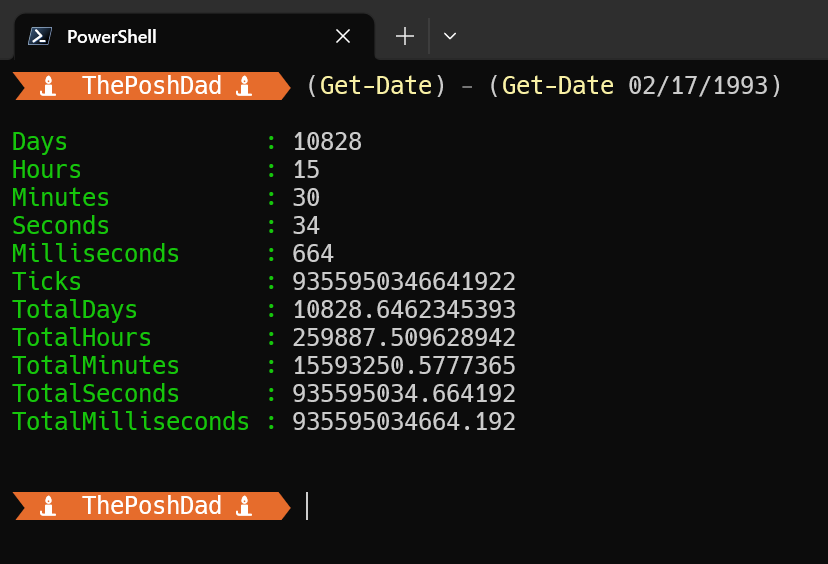 PowerShell
ThePoshDad (Get-Date) - (Get-Date 02/17/1993)
Days : 10828
Hours : 15
Minutes : 30
Seconds : 34
Milliseconds : 664
Ticks : 9355950346641922
TotalDays : 10828.6462345393
TotalHours : 259887.509628942
TotalMinutes : 15593250.5777365
TotalSeconds : 935595034.664192
TotalMilliseconds : 935595034664.192
ThePoshDad